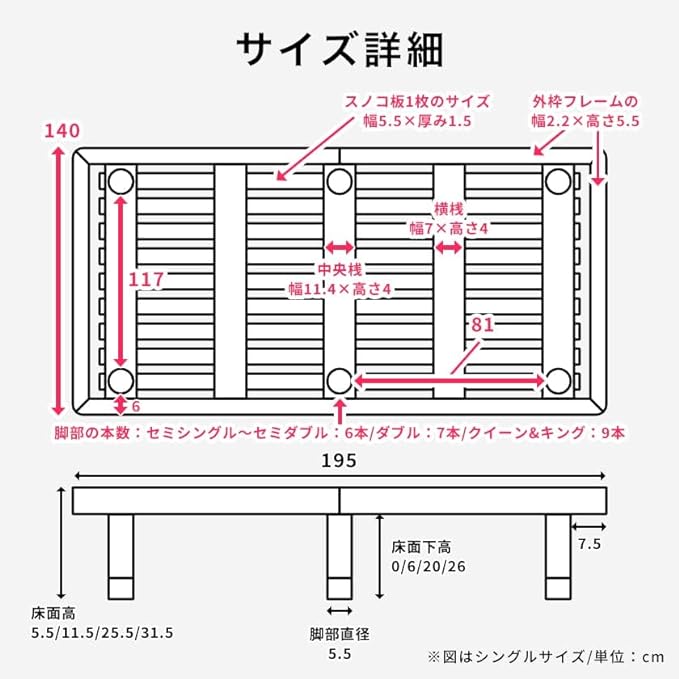 サイズ詳細
スノコ板1枚のサイズ
幅5.5×厚み1.5
外枠フレームの
幅2.2×高さ5.5
140
横桟
幅7×高さ4
117
中央桟
幅11.4×高さ4
81
6
脚部の本数：セミシングル〜セミダブル：6本/ダブル：7本/クイーン&キング：9本
195
7.5
床面下高
0/6/20/26
床面高
5.5/11.5/25.5/31.5
脚部直径
5.5
※図はシングルサイズ/単位：cm